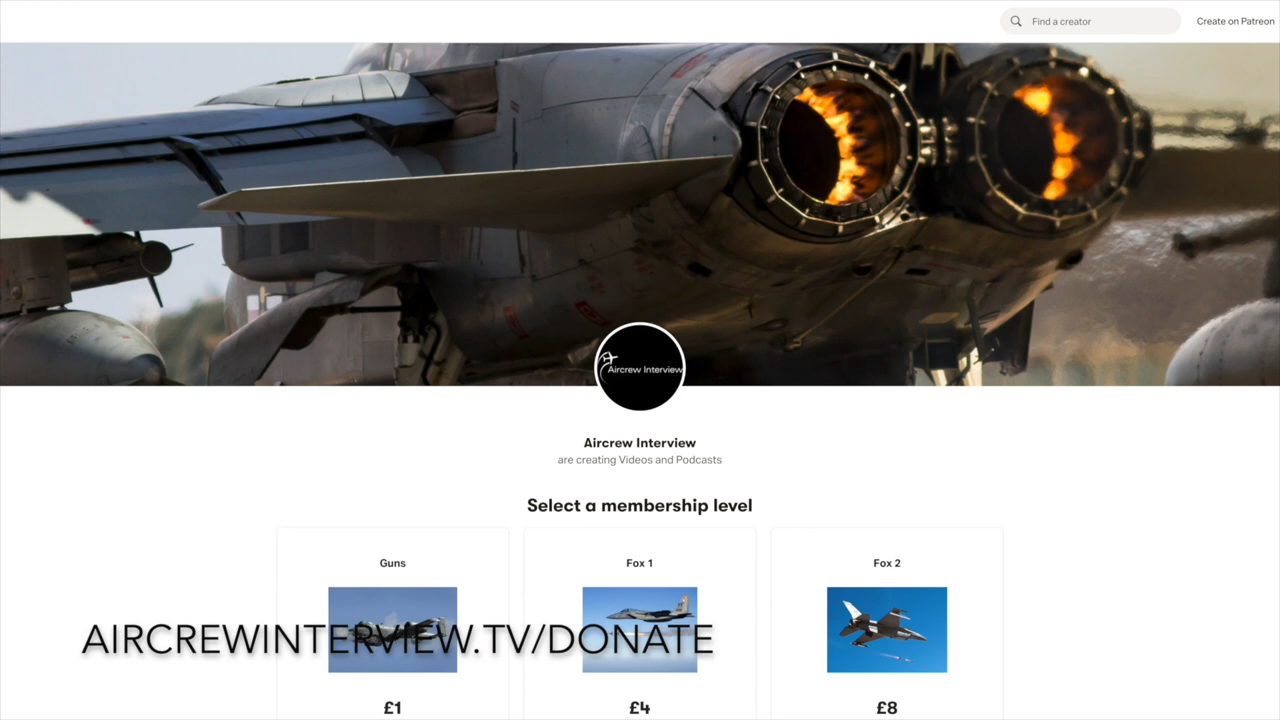 Find a creator
Create on Patreon
Aircrew Interview
Aircrew Interview
are creating Videos and Podcasts
Select a membership level
Guns
Fox 1
Fox 2
AIRCREWINTERVIEW.TV/DONATE
£1
£4
£8